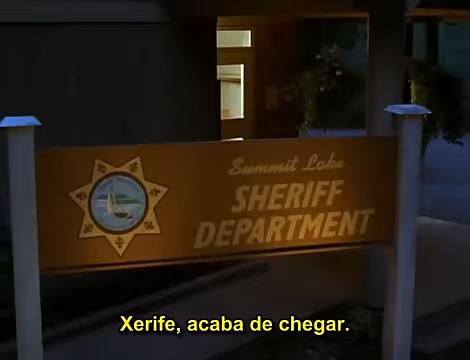 Summit Lake
SHERIFF
DEPARTMENT
Xerife, acaba de chegar.